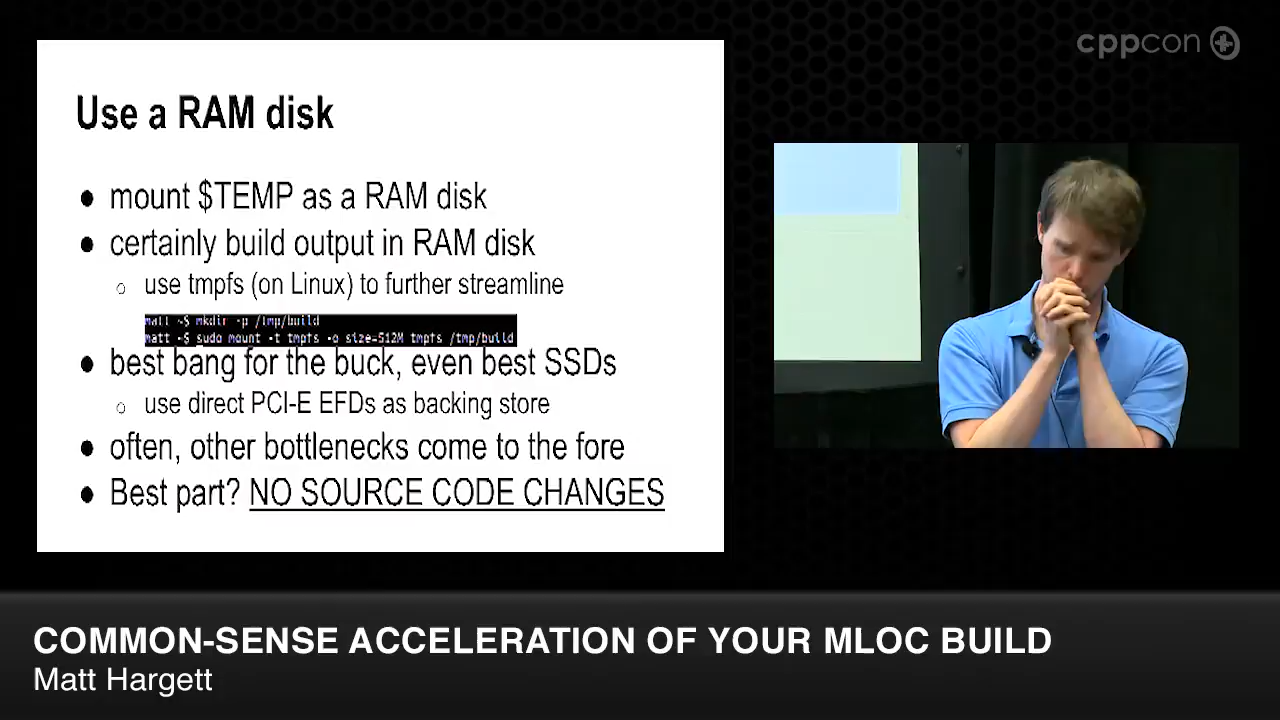 cppcon
Use a RAM disk
● mount $TEMP as a RAM disk
● certainly build output in RAM disk
○ use tmpfs (on Linux) to further streamline
matt ~$ mkdir -p /tmp/build
matt ~$ sudo mount -t tmpfs -o size=512M tmpfs /tmp/build
● best bang for the buck, even best SSDs
○ use direct PCI-E EFDs as backing store
● often, other bottlenecks come to the fore
● Best part? NO SOURCE CODE CHANGES
COMMON-SENSE ACCELERATION OF YOUR MLOC BUILD
Matt Hargett